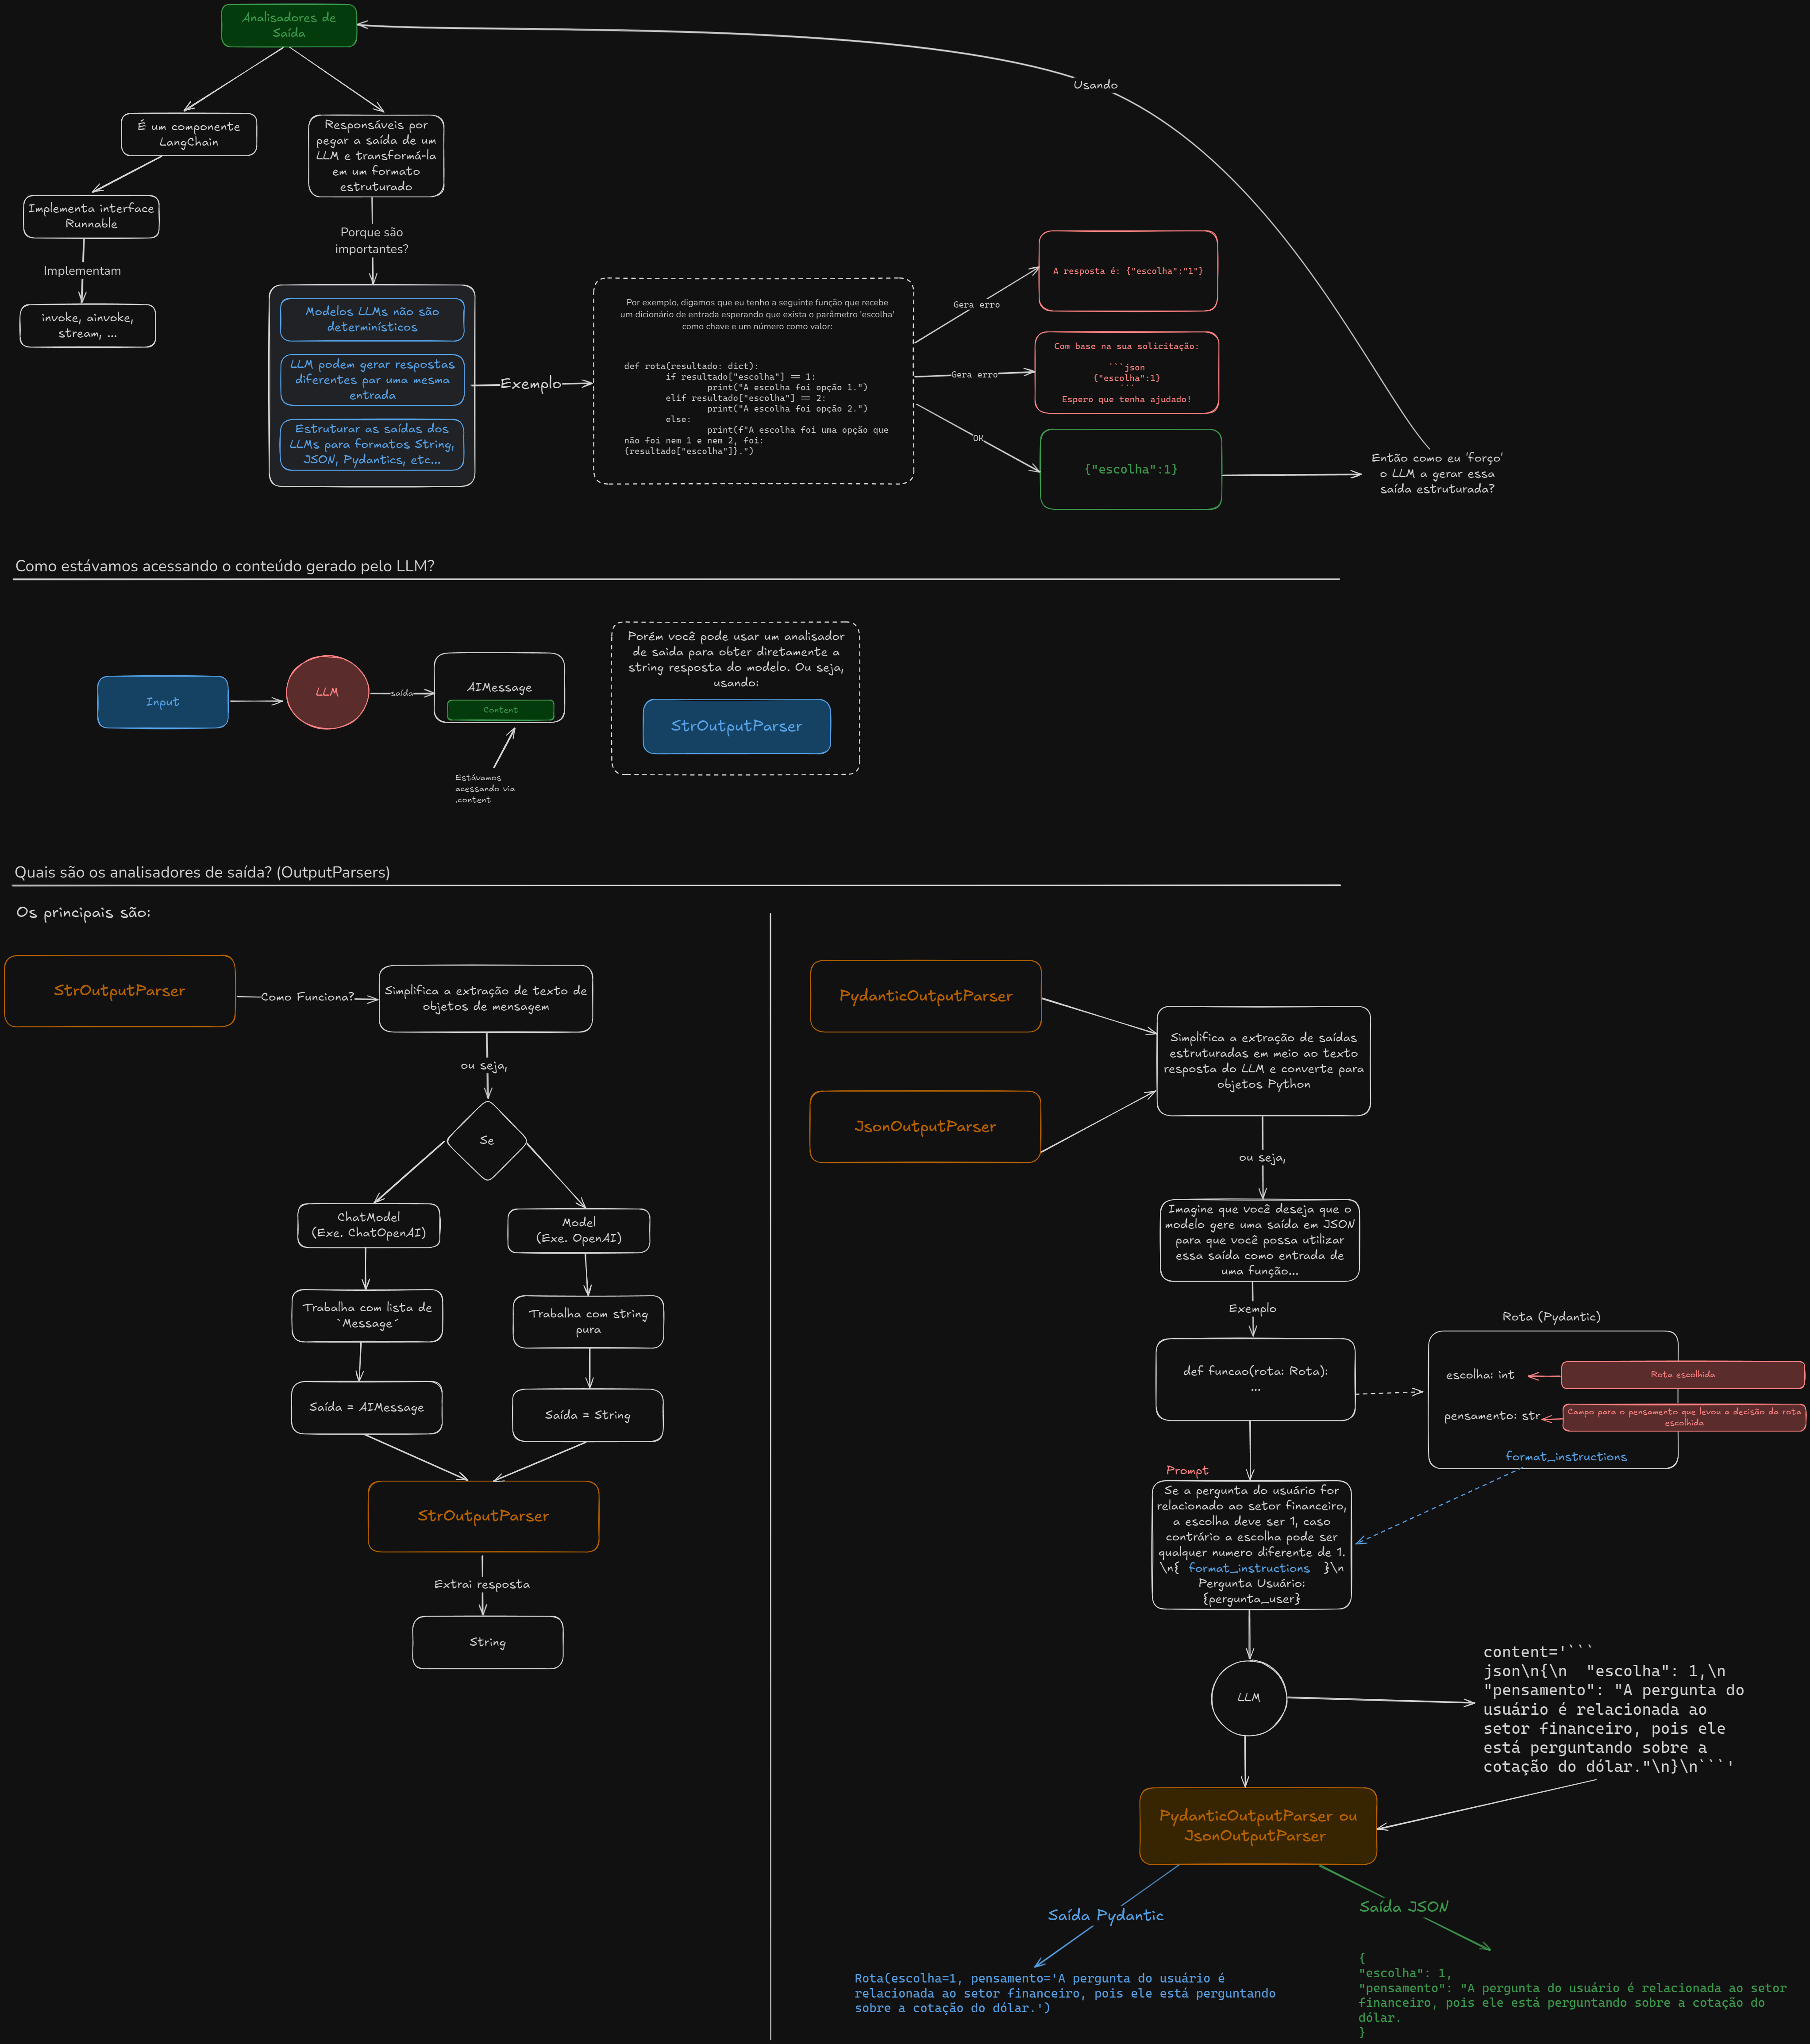 Analisadores de
Saída
Usando
É um componente
LangChain
Responsáveis por
pegar a saída de um
LLM e transformá-la
em um formato
estruturado
Implementa interface
Runnable
Implementam
invoke, ainvoke,
stream, ...
Porque são
importantes?
Modelos LLMs não são
determinísticos
LLM podem gerar respostas
diferentes par uma mesma
entrada
Estruturar as saídas dos
LLMs para formatos String,
JSON, Pydantics, etc...
Exemplo
Por exemplo, digamos que eu tenho a seguinte função que recebe
um dicionário de entrada esperando que exista o parâmetro 'escolha'
como chave e um número como valor:
def rota(resultado: dict):
if resultado["escolha"] == 1:
print("A escolha foi opção 1.")
elif resultado["escolha"] == 2:
print("A escolha foi opção 2.")
else:
print(f"A escolha foi uma opção que
não foi nem 1 e nem 2, foi:
{resultado["escolha"]}.")
Gera erro
A resposta é: {"escolha":"1"}
Gera erro
Com base na sua solicitação:
```json
{"escolha":1}
´´´
Espero que tenha ajudado!
OK
{"escolha":1}
Então como eu 'forço'
o LLM a gerar essa
saída estruturada?
Como estávamos acessando o conteúdo gerado pelo LLM?
Input
LLM
saída
AIMessage
Content
Estávamos
acessando via
.content
Porém você pode usar um analisador
de saida para obter diretamente a
string resposta do modelo. Ou seja,
usando:
StrOutputParser
Quais são os analisadores de saída? (OutputParsers)
Os principais são:
StrOutputParser
Como Funciona?
Simplifica a extração de texto de
objetos de mensagem
ou seja,
Se
ChatModel
(Exe. ChatOpenAI)
Model
(Exe. OpenAI)
Trabalha com lista de
`Message´
Trabalha com string
pura
Saída = AIMessage
Saída = String
StrOutputParser
Extrai resposta
String
PydanticOutputParser
JsonOutputParser
Simplifica a extração de saídas
estruturadas em meio ao texto
resposta do LLM e converte para
objetos Python
ou seja,
Imagine que você deseja que o
modelo gere uma saída em JSON
para que você possa utilizar
essa saída como entrada de
uma função...
Exemplo
def funcao(rota: Rota):
...
Rota (Pydantic)
escolha: int
Rota escolhida
pensamento: str
Campo para o pensamento que levou a decisão da rota
escolhida
format_instructions
Prompt
Se a pergunta do usuário for
relacionado ao setor financeiro,
a escolha deve ser 1, caso
contrário a escolha pode ser
qualquer numero diferente de 1.
\n{ format_instructions }\n
Pergunta Usuário:
{pergunta_user}
LLM
content='```
json\n{\n  "escolha": 1,\n
"pensamento": "A pergunta do
usuário é relacionada ao
setor financeiro, pois ele
está perguntando sobre a
cotação do dólar."\n}\n```'
PydanticOutputParser ou
JsonOutputParser
Saída Pydantic
Saída JSON
Rota(escolha=1, pensamento='A pergunta do usuário é
relacionada ao setor financeiro, pois ele está perguntando
sobre a cotação do dólar.')
{
"escolha": 1,
"pensamento": "A pergunta do usuário é relacionada ao setor
financeiro, pois ele está perguntando sobre a cotação do
dólar.
}